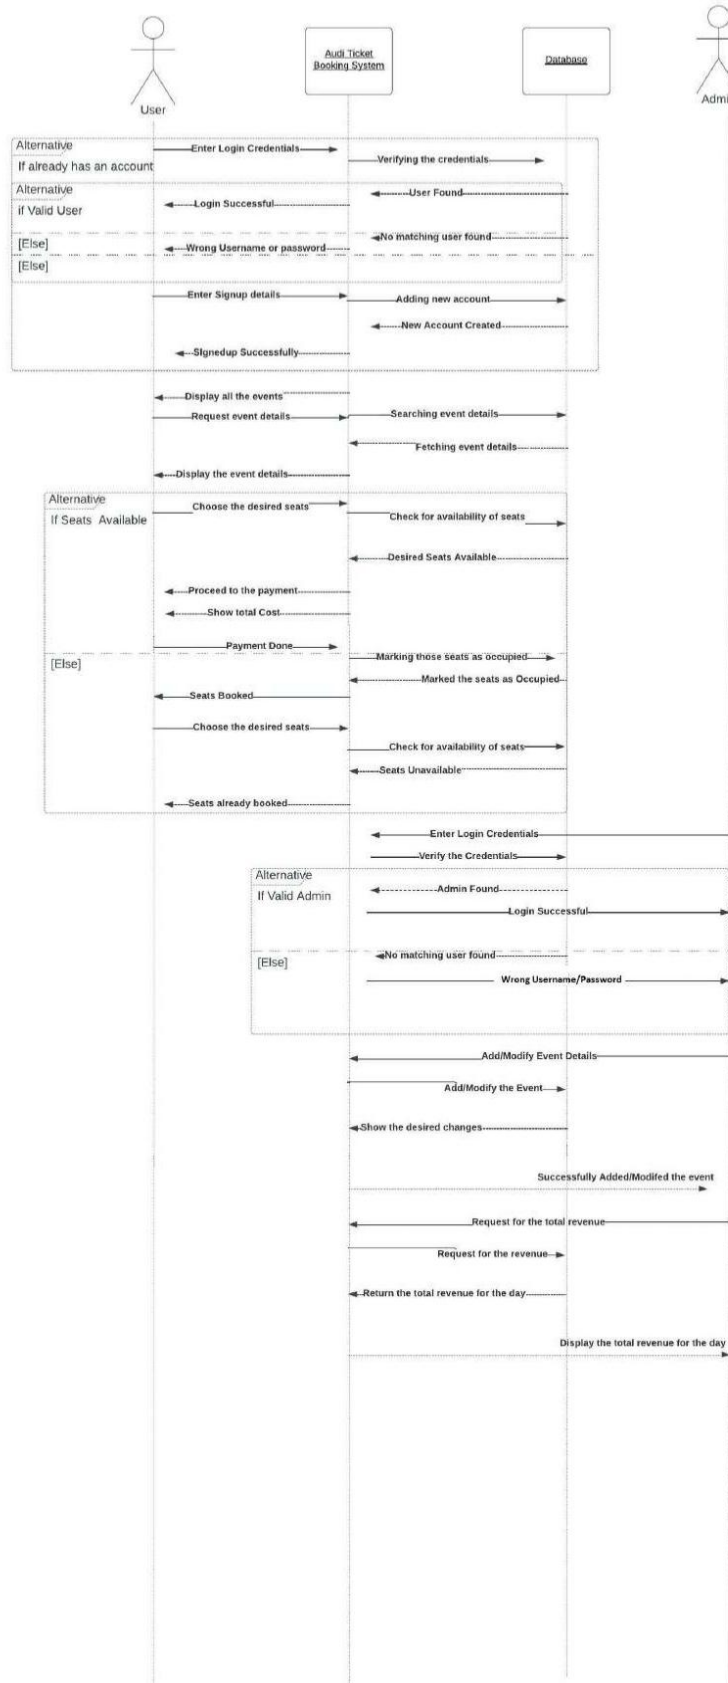 Audi Ticket
Booking System
Database
User
Admi
Alternative
If already has an account
Enter Login Credentials
Verifying the credentials
Alternative
if Valid User
User Found
Login Successful
No matching user found
[Else]
Wrong Username or password
[Else]
Enter Signup details
Adding new account
New Account Created
SIgnedup Successfully
Display all the events
Request event details
Searching event details
Fetching event details
Display the event details
Alternative
If Seats Available
Choose the desired seats
Check for availability of seats
Desired Seats Available
Proceed to the payment
Show total Cost
Payment Done
[Else]
Marking those seats as occupied
Marked the seats as Occupied
Seats Booked
Choose the desired seats
Check for availability of seats
Seats Unavailable
Seats already booked
Enter Login Credentials
Verify the Credentials
Alternative
If Valid Admin
Admin Found
Login Successful
No matching user found
[Else]
Wrong Username/Password
Add/Modify Event Details
Add/Modify the Event
Show the desired changes
Successfully Added/Modifed the event
Request for the total revenue
Request for the revenue
Return the total revenue for the day
Display the total revenue for the day